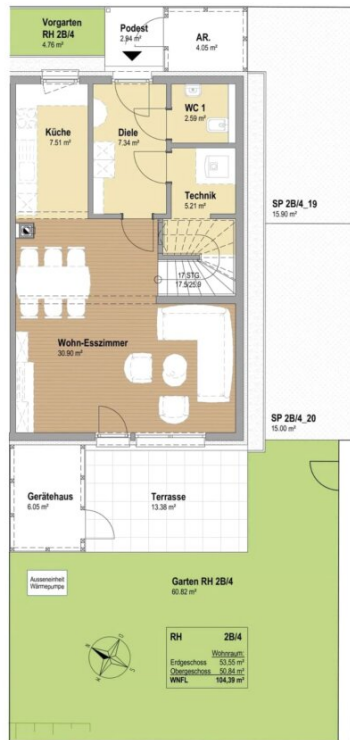 Vorgarten
RH 2B/4
4.76 m²
Podest
2.94 m²
AR.
4.05 m²
Küche
7.51 m²
Diele
7.34 m²
WC 1
2.59 m²
Technik
5.21 m²
SP 2B/4_19
15.90 m²
17 STG
17.5/25.9
Wohn-Esszimmer
30.90 m²
SP 2B/4_20
15.00 m²
Gerätehaus
6.05 m²
Terrasse
13.38 m²
Ausseneinheit
Wärmepumpe
Garten RH 2B/4
60.82 m²
RH 2B/4
Wohnraum:
Erdgeschoss 53,55 m²
Obergeschoss 50,84 m²
WNFL 104,39 m²